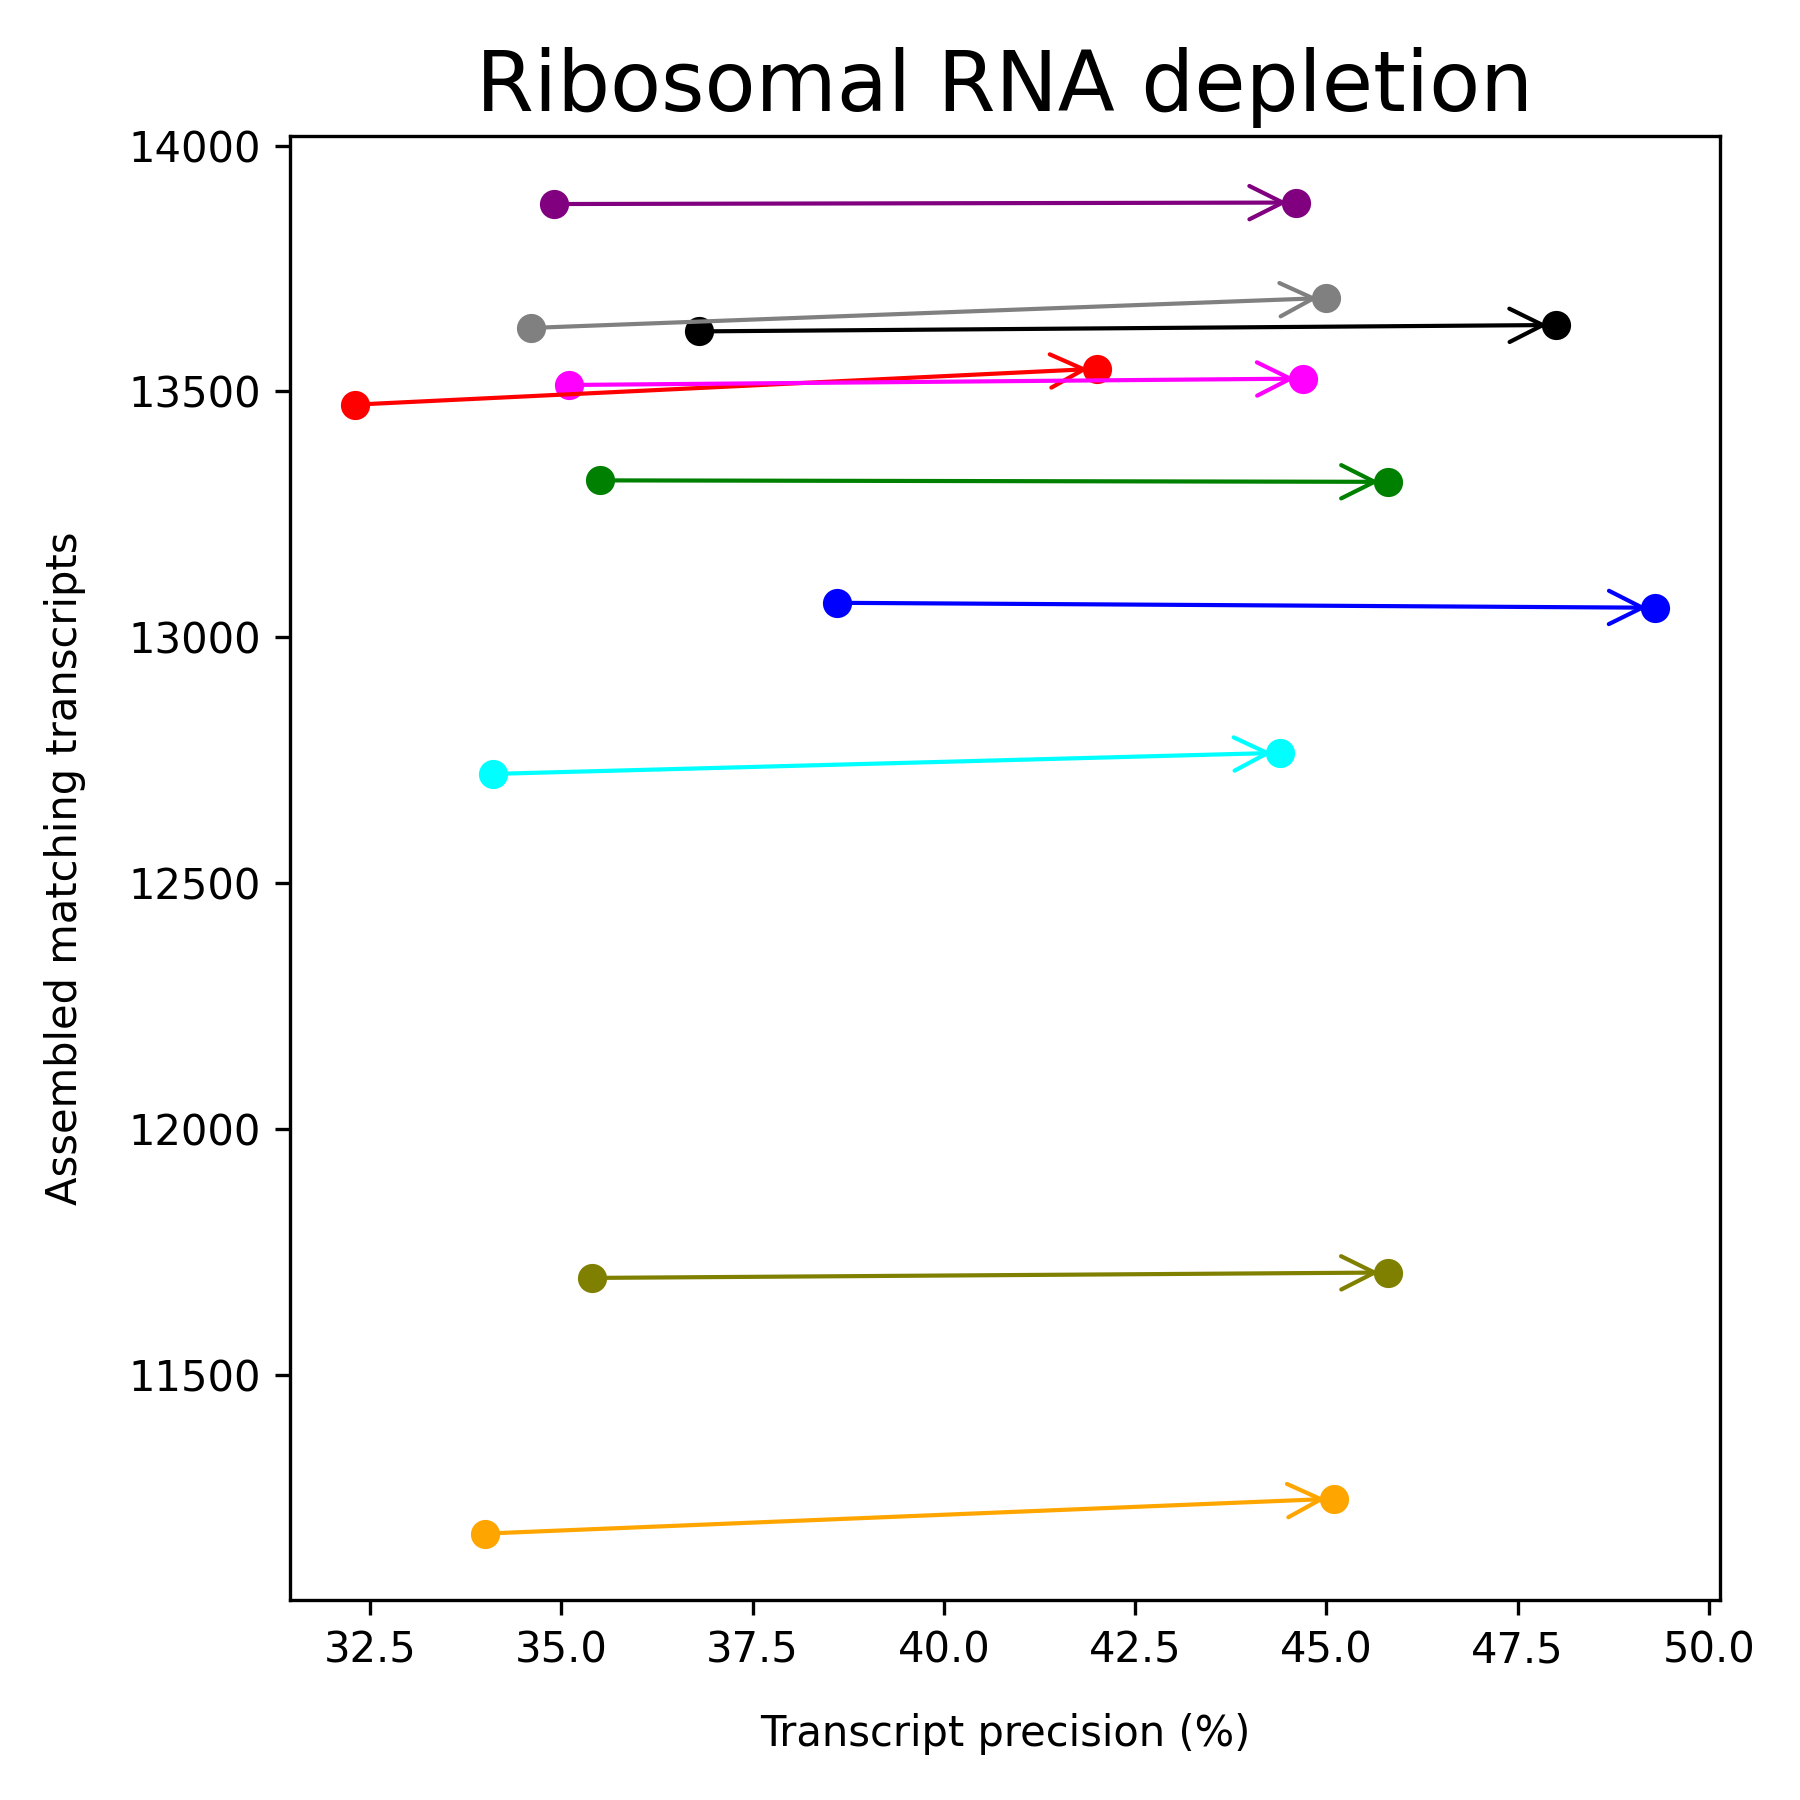 Ribosomal RNA depletion
14000
13500
13000
12500
12000
11500
Assembled matching transcripts
32.5 35.0 37.5 40.0 42.5 45.0 47.5 50.0
Transcript precision (%)